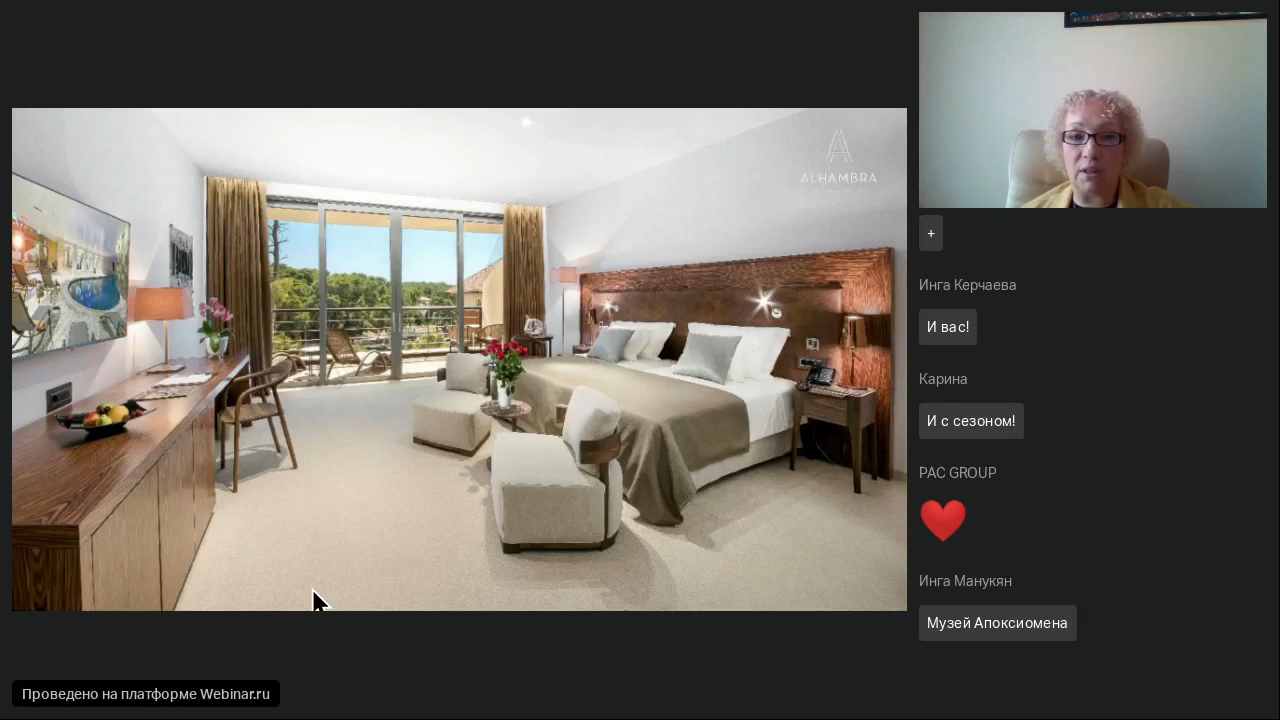 ALHAMBRA
+
Инга Керчаева
И вас!
Карина
И с сезоном!
PAC GROUP
Инга Манукян
Музей Апоксиомена
Проведено на платформе Webinar.ru